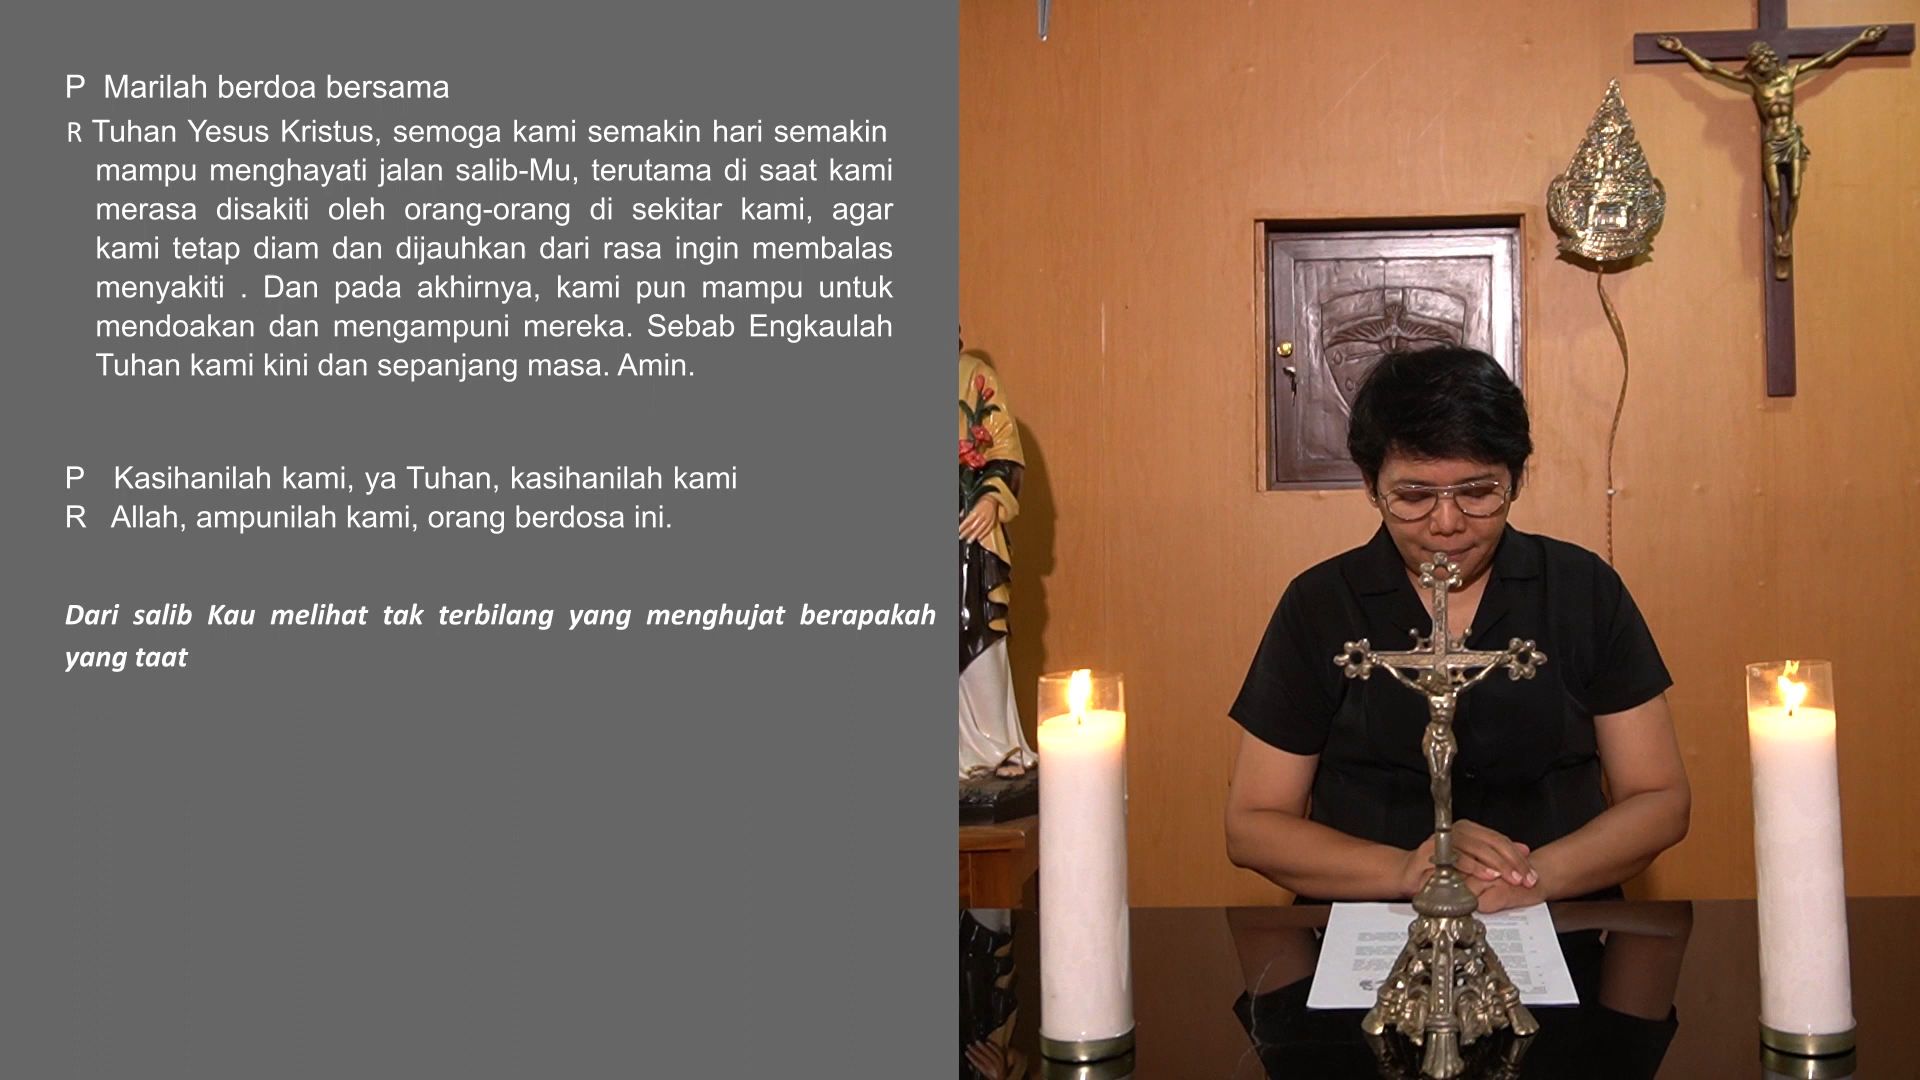 P Marilah berdoa bersama
R Tuhan Yesus Kristus, semoga kami semakin hari semakin
mampu menghayati jalan salib-Mu, terutama di saat kami
merasa disakiti oleh orang-orang di sekitar kami, agar
kami tetap diam dan dijauhkan dari rasa ingin membalas
menyakiti . Dan pada akhirnya, kami pun mampu untuk
mendoakan dan mengampuni mereka. Sebab Engkaulah
Tuhan kami kini dan sepanjang masa. Amin.
P Kasihanilah kami, ya Tuhan, kasihanilah kami
R Allah, ampunilah kami, orang berdosa ini.
Dari salib Kau melihat tak terbilang yang menghujat berapakah
yang taat